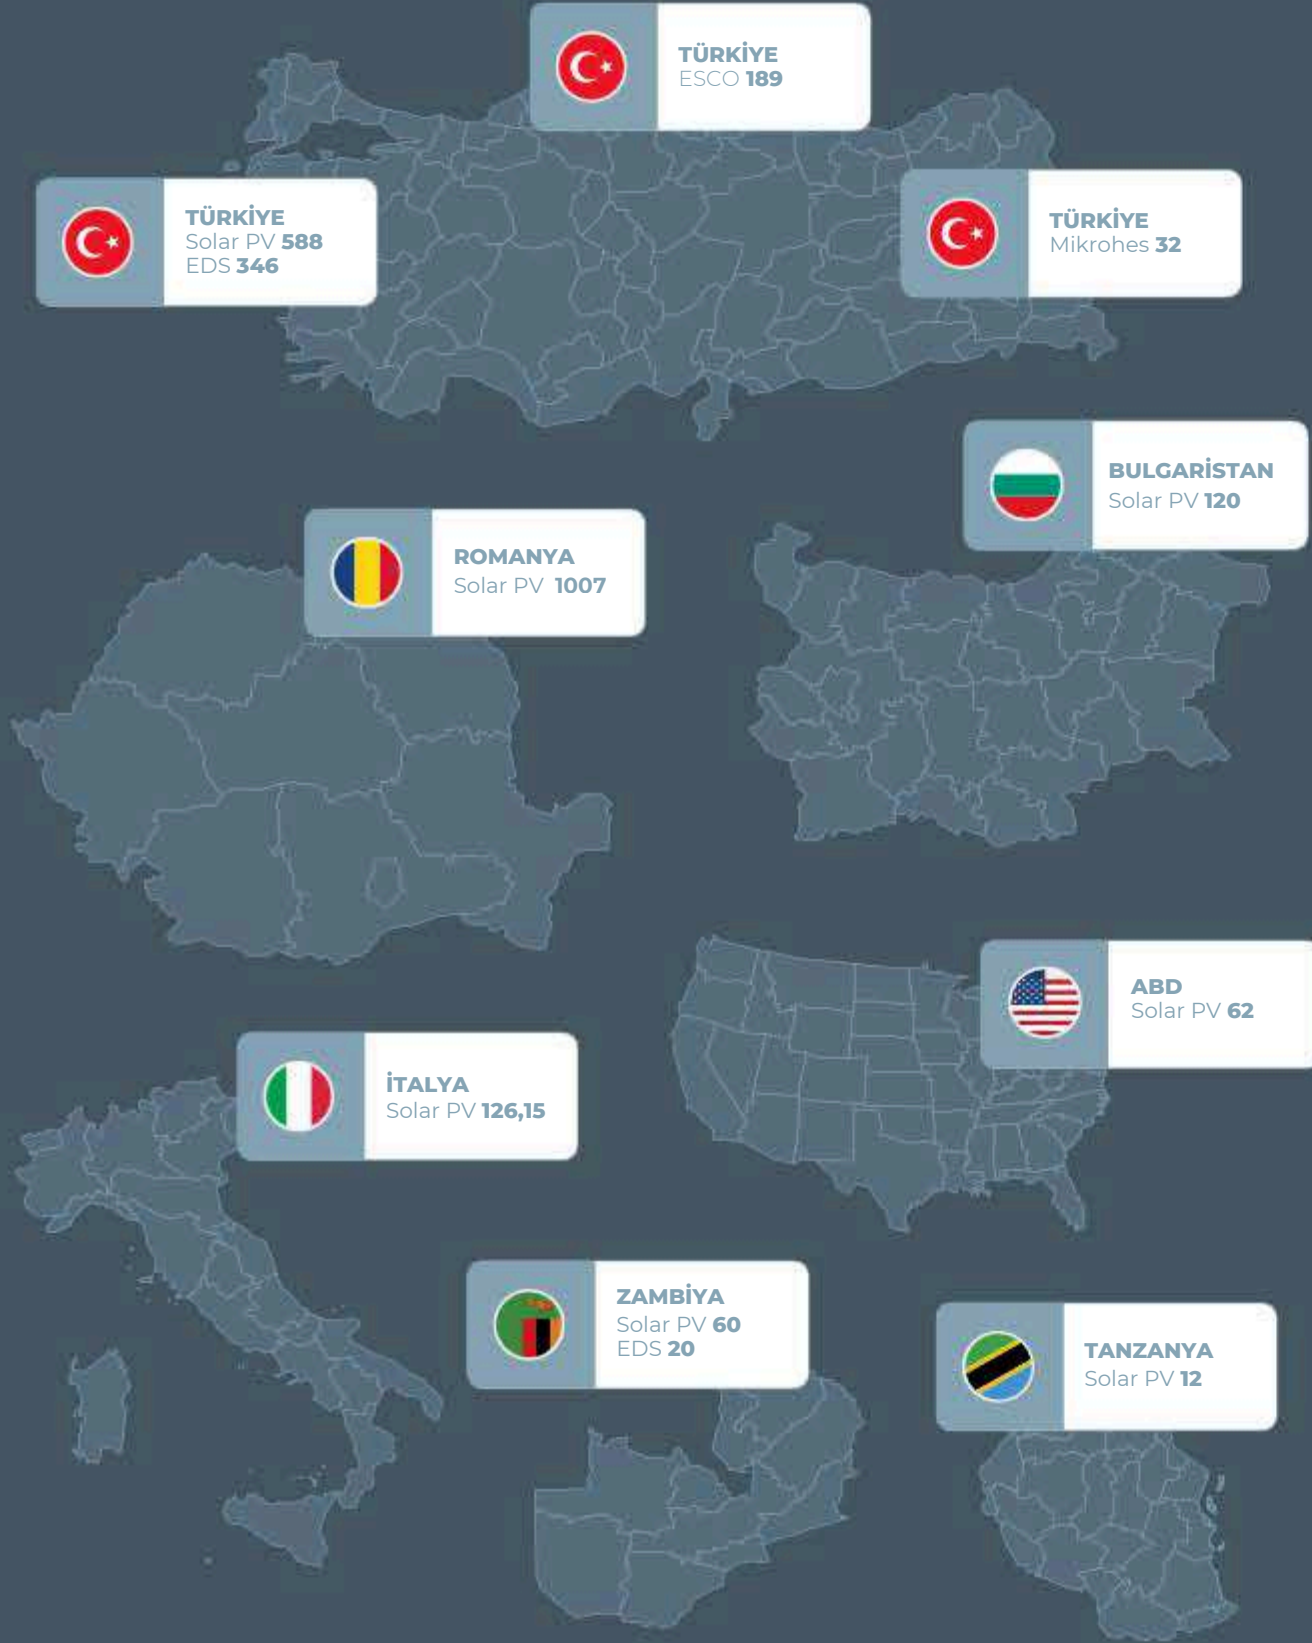 TÜRKİYE
ESCO 189
TÜRKİYE
Solar PV 588
EDS 346
TÜRKİYE
Mikrohes 32
BULGARİSTAN
Solar PV 120
ROMANYA
Solar PV 1007
ABD
Solar PV 62
İTALYA
Solar PV 126,15
ZAMBİYA
Solar PV 60
EDS 20
TANZANYA
Solar PV 12